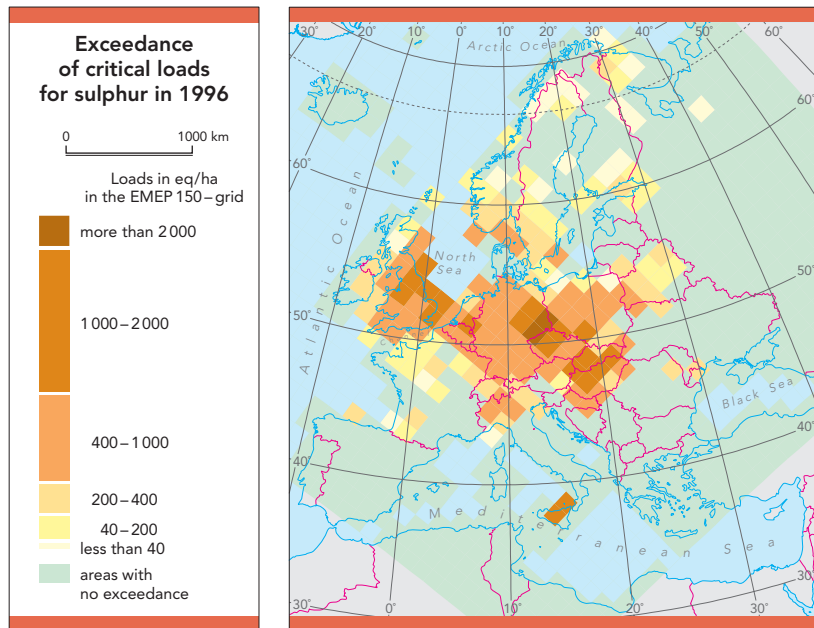 Exceedance
of critical loads
for sulphur in 1996
0 1000 km
Loads in eq/ha
in the EMEP 150–grid
more than 2 000
1 000 – 2 000
400 – 1 000
200 – 400
40 – 200
less than 40
areas with
no exceedance
30° 20° 10° 0° 10° 20° 30° 40° 50° 60°
Arctic Ocean
60°
60°
Atlantic Ocean
North
Sea
50°
50°
Black Sea
40°
40°
Mediterranean Sea
30°
30°
0° 10° 20° 30°